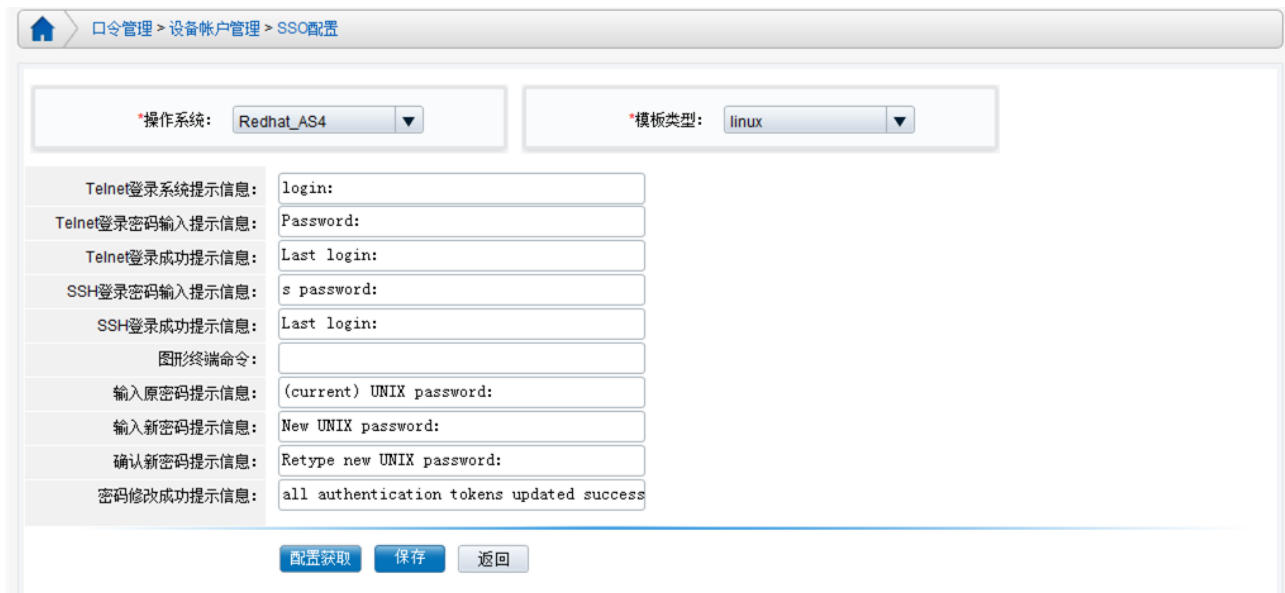 口令管理 > 设备帐户管理 > SSO配置
*操作系统： Redhat_AS4 *模板类型： linux
Telnet登录系统提示信息： login:
Telnet登录密码输入提示信息： Password:
Telnet登录成功提示信息： Last login:
SSH登录密码输入提示信息： s password:
SSH登录成功提示信息： Last login:
图形终端命令：
输入原密码提示信息： (current) UNIX password:
输入新密码提示信息： New UNIX password:
确认新密码提示信息： Retype new UNIX password:
密码修改成功提示信息： all authentication tokens updated success
配置获取 保存 返回